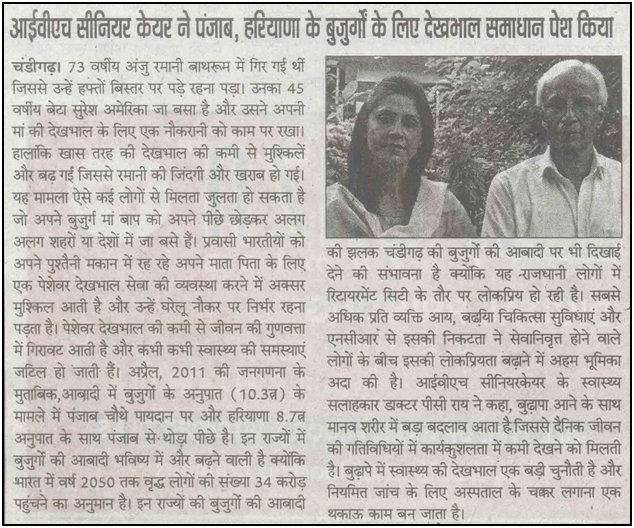 आईवीएच सीनियर केयर ने पंजाब, हरियाणा के बुजुर्गों के लिए देखभाल समाधान पेश किया
चंडीगढ़। 73 वर्षीय अंजु रमानी बाथरूम में गिर गई थीं
जिससे उन्हें हफ्तों बिस्तर पर पड़े रहना पड़ा। उनका 45
वर्षीय बेटा सुरेश अमेरिका जा बसा है और उसने अपनी
मां की देखभाल के लिए एक नौकरानी को काम पर रखा।
हालांकि खास तरह की देखभाल की कमी से मुश्किलें
और बढ़ गईं जिससे रमानी की जिंदगी और खराब हो गई।
यह मामला ऐसे कई लोगों से मिलता जुलता हो सकता है
जो अपने बुजुर्ग मां बाप को अपने पीछे छोड़कर अलग
अलग शहरों या देशों में जा बसे हैं। प्रवासी भारतीयों को
अपने पुश्तैनी मकान में रह रहे अपने माता पिता के लिए
एक पेशेवर देखभाल सेवा की व्यवस्था करने में अक्सर
मुश्किल आती है और उन्हें घरेलू नौकर पर निर्भर रहना
पड़ता है। पेशेवर देखभाल की कमी से जीवन की गुणवत्ता
में गिरावट आती है और कभी कभी स्वास्थ्य की समस्याएं
जटिल हो जाती हैं। अप्रैल, 2011 की जनगणना के
मुताबिक,आबादी में बुजुर्गों के अनुपात (10.3त्न) के
मामले में पंजाब चौथे पायदान पर और हरियाणा 8.7त्न
अनुपात के साथ पंजाब से थोड़ा पीछे है। इन राज्यों में
बुजुर्गों की आबादी भविष्य में और बढ़ने वाली है क्योंकि
भारत में वर्ष 2050 तक वृद्ध लोगों की संख्या 34 करोड़
पहुंचने का अनुमान है। इन राज्यों की बुजुर्गों की आबादी
की झलक चंडीगढ़ की बुजुर्गों की आबादी पर भी दिखाई
देने की संभावना है क्योंकि यह राजधानी लोगों में
रिटायरमेंट सिटी के तौर पर लोकप्रिय हो रही है। सबसे
अधिक प्रति व्यक्ति आय, बढ़िया चिकित्सा सुविधाएं और
एनसीआर से इसकी निकटता ने सेवानिवृत्त होने वाले
लोगों के बीच इसकी लोकप्रियता बढ़ाने में अहम भूमिका
अदा की है। आईवीएच सीनियरकेयर के स्वास्थ्य
सलाहकार डाक्टर पीसी राय ने कहा, बुढ़ापा आने के साथ
मानव शरीर में बड़ा बदलाव आता है जिससे दैनिक जीवन
की गतिविधियों में कार्यकुशलता में कमी देखने को मिलती
है। बुढ़ापे में स्वास्थ्य की देखभाल एक बड़ी चुनौती है और
नियमित जांच के लिए अस्पताल के चक्कर लगाना एक
थकाऊ काम बन जाता है।